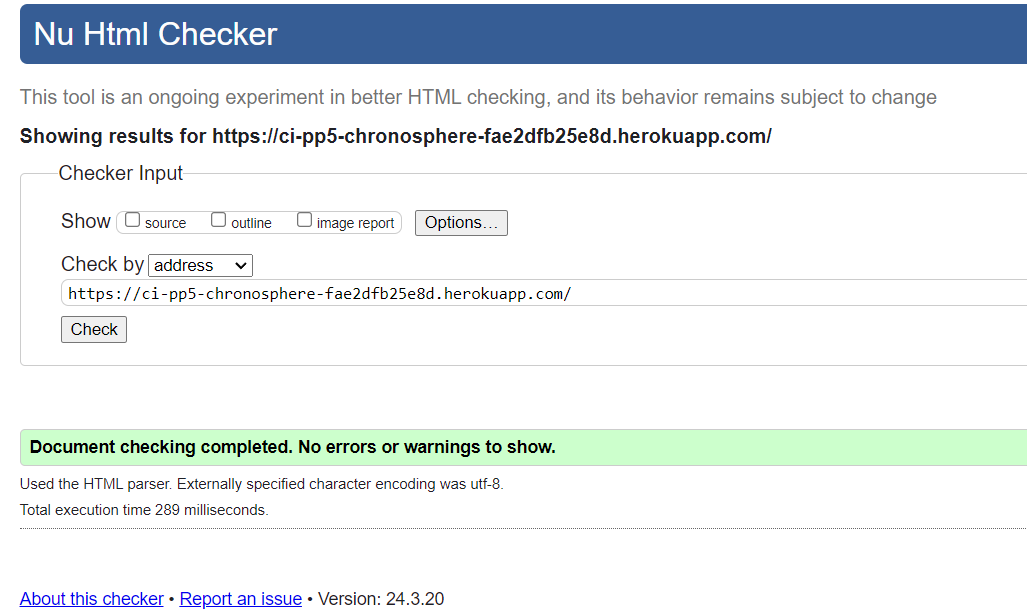 Nu Html Checker
This tool is an ongoing experiment in better HTML checking, and its behavior remains subject to change
Showing results for https://ci-pp5-chronosphere-fae2dfb25e8d.herokuapp.com/
Checker Input
Show source outline image report Options...
Check by address
https://ci-pp5-chronosphere-fae2dfb25e8d.herokuapp.com/
Check
Document checking completed. No errors or warnings to show.
Used the HTML parser. Externally specified character encoding was utf-8.
Total execution time 289 milliseconds.
About this checker • Report an issue • Version: 24.3.20